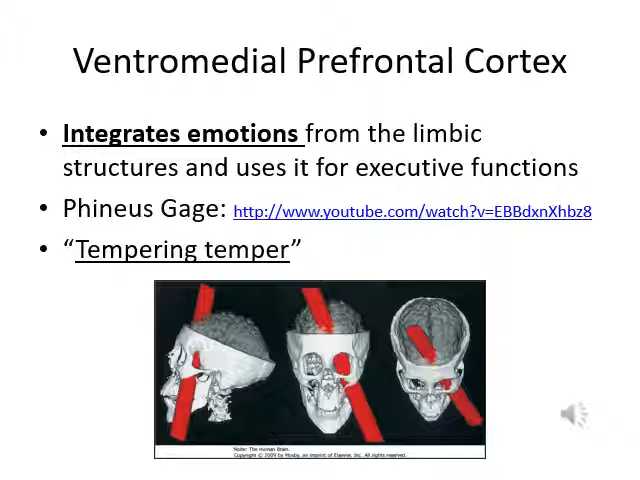 Ventromedial Prefrontal Cortex
• Integrates emotions from the limbic
structures and uses it for executive functions
• Phineus Gage: http://www.youtube.com/watch?v=EBBdxnXhbz8
• “Tempering temper”
Nolte: The Human Brain.
Copyright © 2009 by Mosby, an imprint of Elsevier, Inc. All rights reserved.